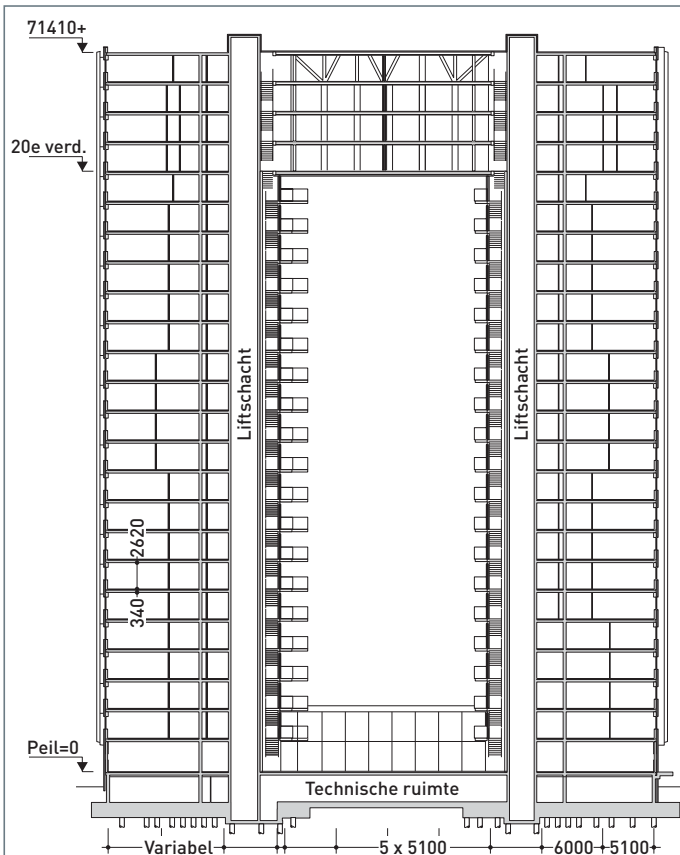 71410+
20e verd.
Liftschacht
Liftschacht
2620
340
Peil=0
Technische ruimte
Variabel
5 x 5100
6000
5100